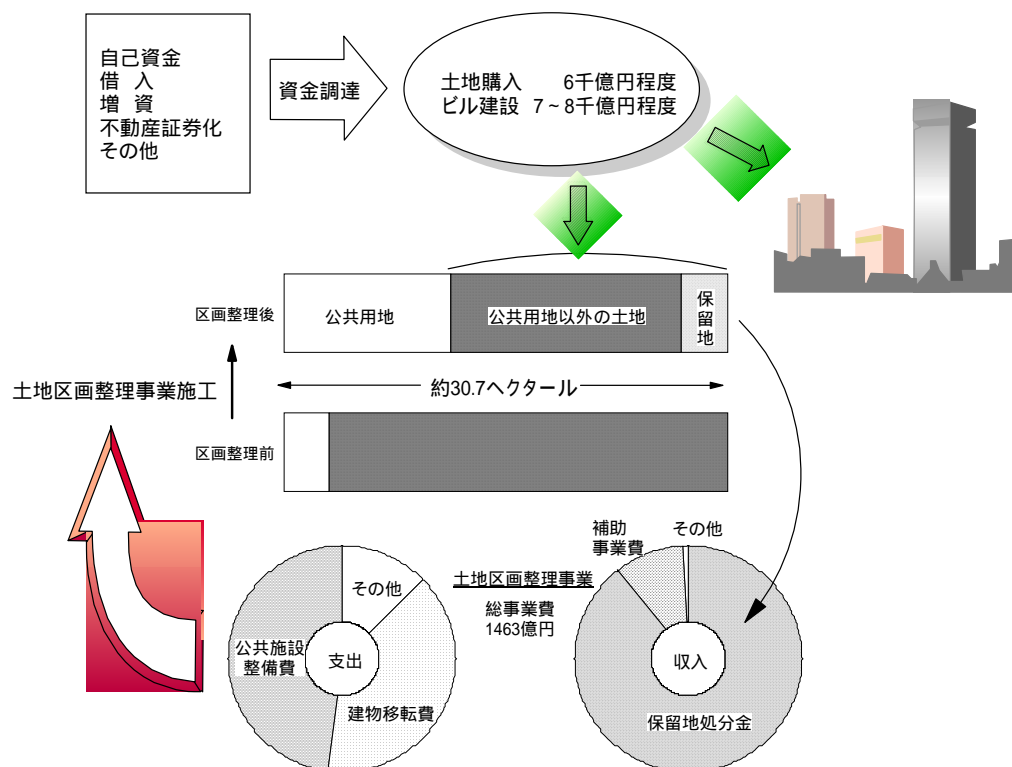 自己資金
借 入
増 資
不動産証券化
その他
資金調達
土地購入 6千億円程度
ビル建設 7~8千億円程度
区画整理後
公共用地
公共用地以外の土地
保留地
土地区画整理事業施工
約30.7ヘクタール
区画整理前
その他
公共施設
整備費
支出
建物移転費
土地区画整理事業
総事業費
1463億円
補助
事業費
その他
収入
保留地処分金